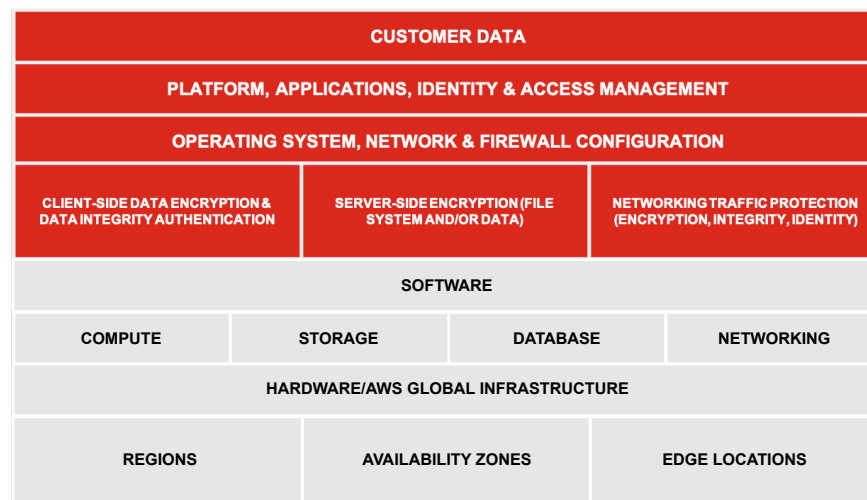 CUSTOMER DATA
PLATFORM, APPLICATIONS, IDENTITY & ACCESS MANAGEMENT
OPERATING SYSTEM, NETWORK & FIREWALL CONFIGURATION
CLIENT-SIDE DATA ENCRYPTION &
DATA INTEGRITY AUTHENTICATION
SERVER-SIDE ENCRYPTION (FILE
SYSTEM AND/OR DATA)
NETWORKING TRAFFIC PROTECTION
(ENCRYPTION, INTEGRITY, IDENTITY)
SOFTWARE
COMPUTE
STORAGE
DATABASE
NETWORKING
HARDWARE/AWS GLOBAL INFRASTRUCTURE
REGIONS
AVAILABILITY ZONES
EDGE LOCATIONS